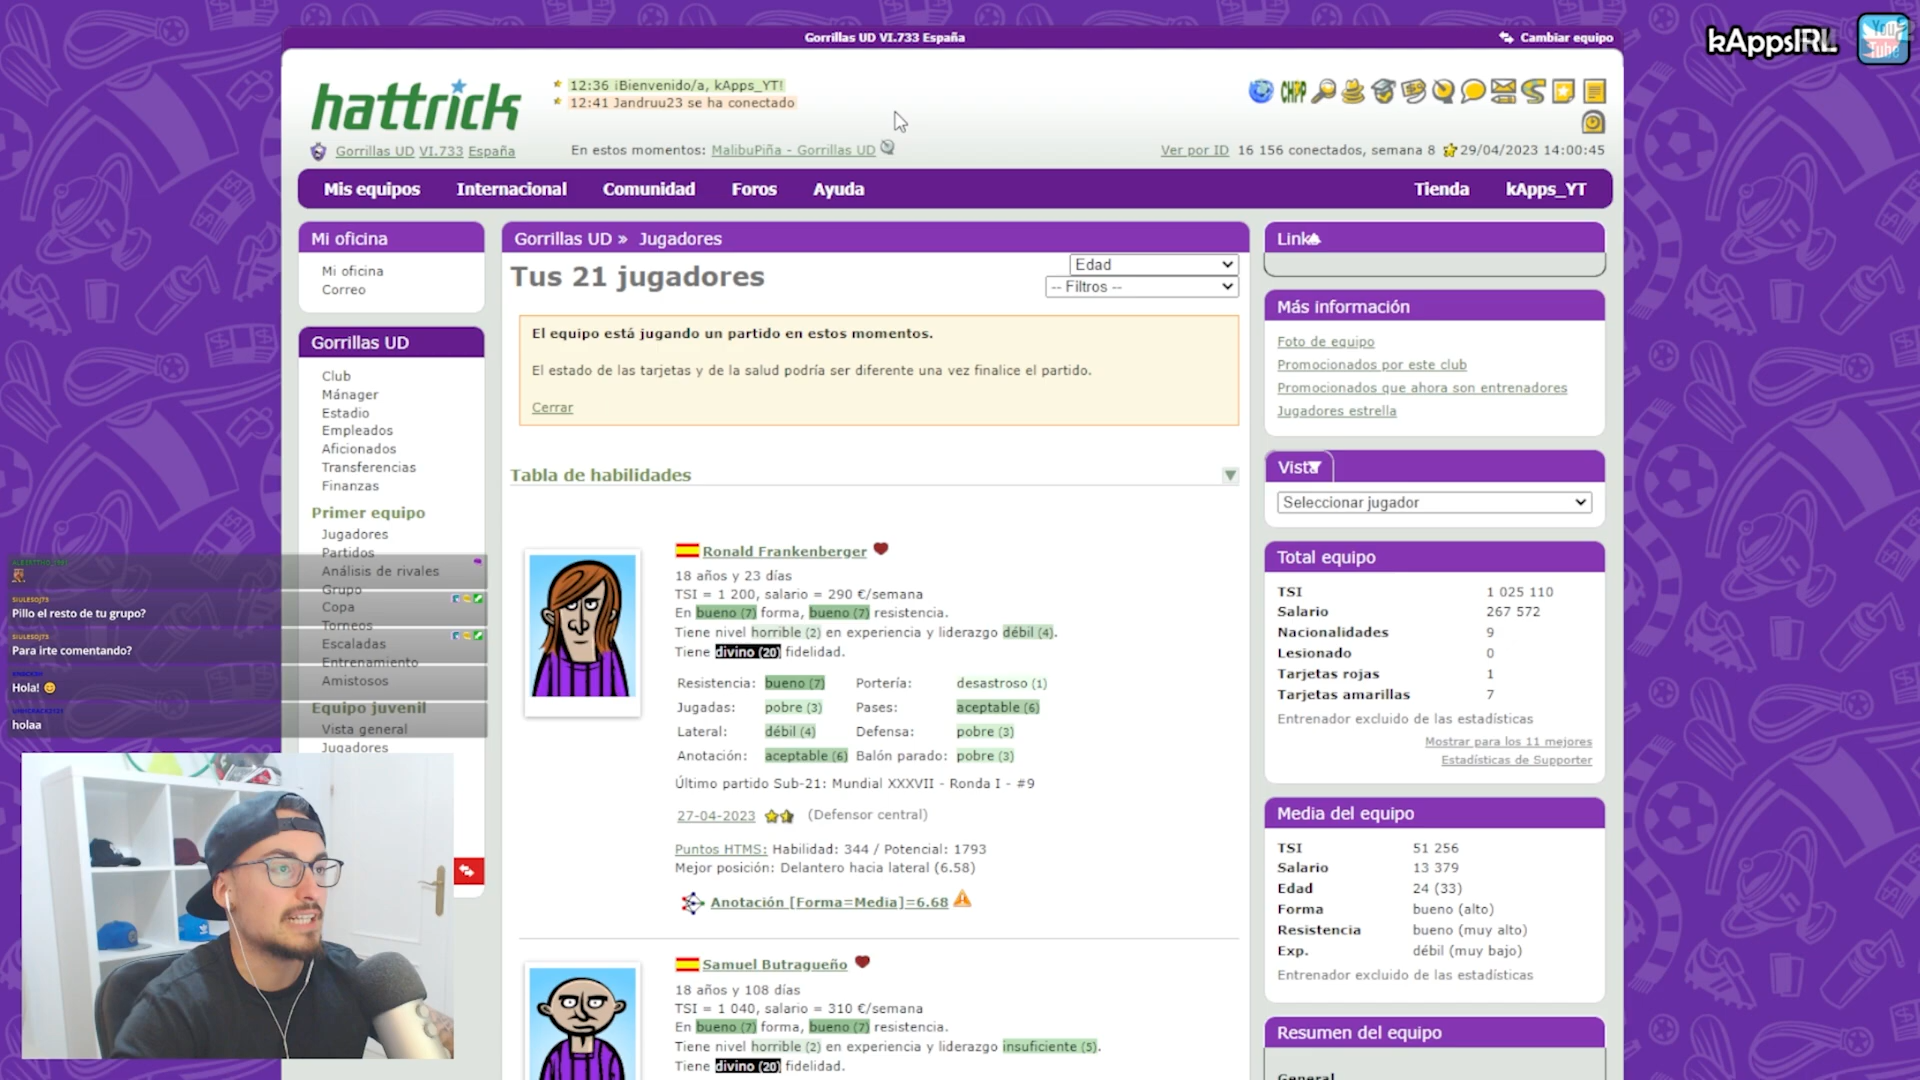 Gorrillas UD VI.733 España
Cambiar equipo
kAppsIRL
You
Tube
hattrick
12:36 ¡Bienvenido/a, kApps_YT!
12:41 Jandruu23 se ha conectado
CHPP
Gorrillas UD VI.733 España
En estos momentos: MalibuPiña - Gorrillas UD
Ver por ID 16 156 conectados, semana 8 29/04/2023 14:00:45
Mis equipos Internacional Comunidad Foros Ayuda Tienda kApps_YT
Mi oficina
Mi oficina
Correo
Gorrillas UD
Club
Mánager
Estadio
Empleados
Aficionados
Transferencias
Finanzas
Primer equipo
Jugadores
Partidos
Análisis de rivales
Grupo
Copa
Torneos
Escaladas
Entrenamiento
Amistosos
Equipo juvenil
Vista general
Jugadores
SIULESOJTS
Pillo el resto de tu grupo?
SIULESOJTS
Para irte comentando?
Hola!
holaa
Gorrillas UD » Jugadores
Tus 21 jugadores
Edad
-- Filtros --
El equipo está jugando un partido en estos momentos.
El estado de las tarjetas y de la salud podría ser diferente una vez finalice el partido.
Cerrar
Tabla de habilidades
Ronald Frankenberger
18 años y 23 días
TSI = 1 200, salario = 290 €/semana
En bueno (7) forma, bueno (7) resistencia.
Tiene nivel horrible (2) en experiencia y liderazgo débil (4).
Tiene divino (20) fidelidad.
Resistencia: bueno (7) Portería: desastroso (1)
Jugadas: pobre (3) Pases: aceptable (6)
Lateral: débil (4) Defensa: pobre (3)
Anotación: aceptable (6) Balón parado: pobre (3)
Último partido Sub-21: Mundial XXXVII - Ronda I - #9
27-04-2023 (Defensor central)
Puntos HTMS: Habilidad: 344 / Potencial: 1793
Mejor posición: Delantero hacia lateral (6.58)
Anotación [Forma=Media]=6.68
Samuel Butragueño
18 años y 108 días
TSI = 1 040, salario = 310 €/semana
En bueno (7) forma, bueno (7) resistencia.
Tiene nivel horrible (2) en experiencia y liderazgo insuficiente (5).
Tiene divino (20) fidelidad.
Links
Más información
Foto de equipo
Promocionados por este club
Promocionados que ahora son entrenadores
Jugadores estrella
Vista
Seleccionar jugador
Total equipo
TSI 1 025 110
Salario 267 572
Nacionalidades 9
Lesionado 0
Tarjetas rojas 1
Tarjetas amarillas 7
Entrenador excluido de las estadísticas
Mostrar para los 11 mejores
Estadísticas de Supporter
Media del equipo
TSI 51 256
Salario 13 379
Edad 24 (33)
Forma bueno (alto)
Resistencia bueno (muy alto)
Exp. débil (muy bajo)
Entrenador excluido de las estadísticas
Resumen del equipo
General